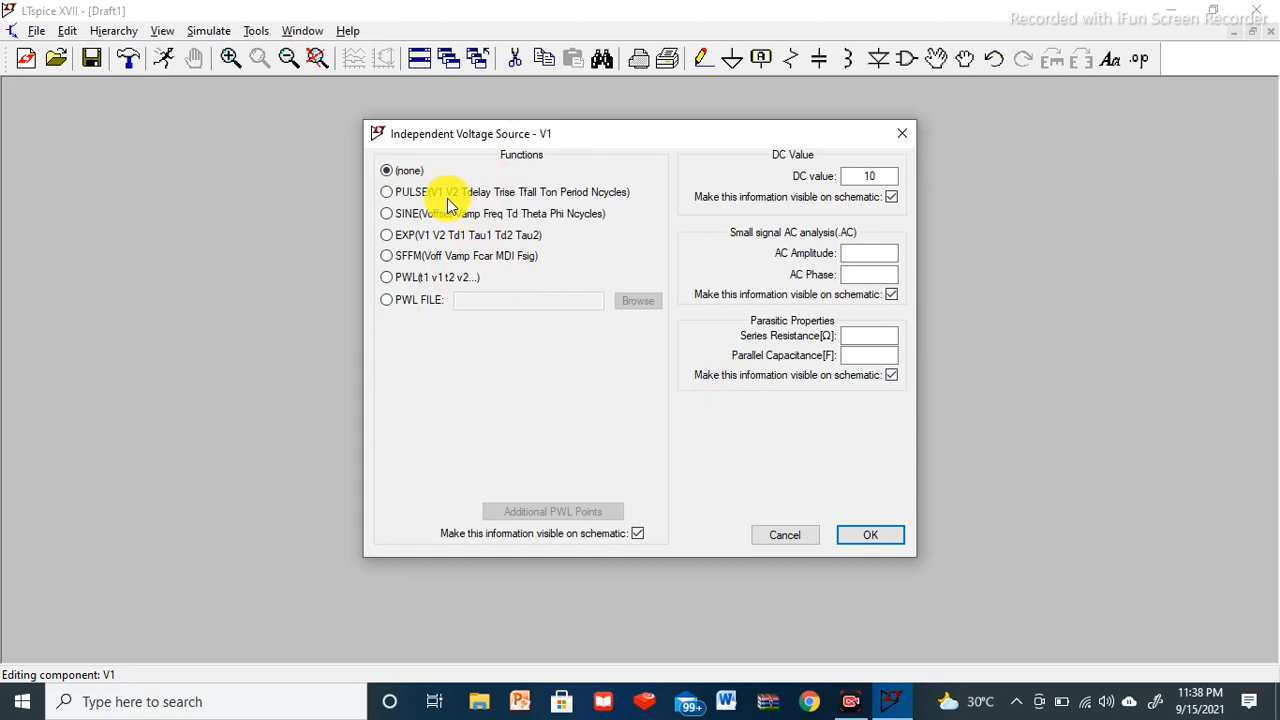 LTspice XVII - [Draft1]
Recorded with iFun Screen Recorder
File Edit Hierarchy View Simulate Tools Window Help
.op
Independent Voltage Source - V1
Functions
(none)
PULSE(V1 V2 Tdelay Trise Tfall Ton Period Ncycles)
SINE(Voffset Vamp Freq Td Theta Phi Ncycles)
EXP(V1 V2 Td1 Tau1 Td2 Tau2)
SFFM(Voff Vamp Fcar MDI Fsig)
PWL(t1 v1 t2 v2...)
PWL FILE: Browse
Additional PWL Points
Make this information visible on schematic:
DC Value
DC value: 10
Make this information visible on schematic:
Small signal AC analysis(.AC)
AC Amplitude:
AC Phase:
Make this information visible on schematic:
Parasitic Properties
Series Resistance[Ω]:
Parallel Capacitance[F]:
Make this information visible on schematic:
Cancel OK
Editing component: V1
Type here to search
99+
30°C
11:38 PM
9/15/2021